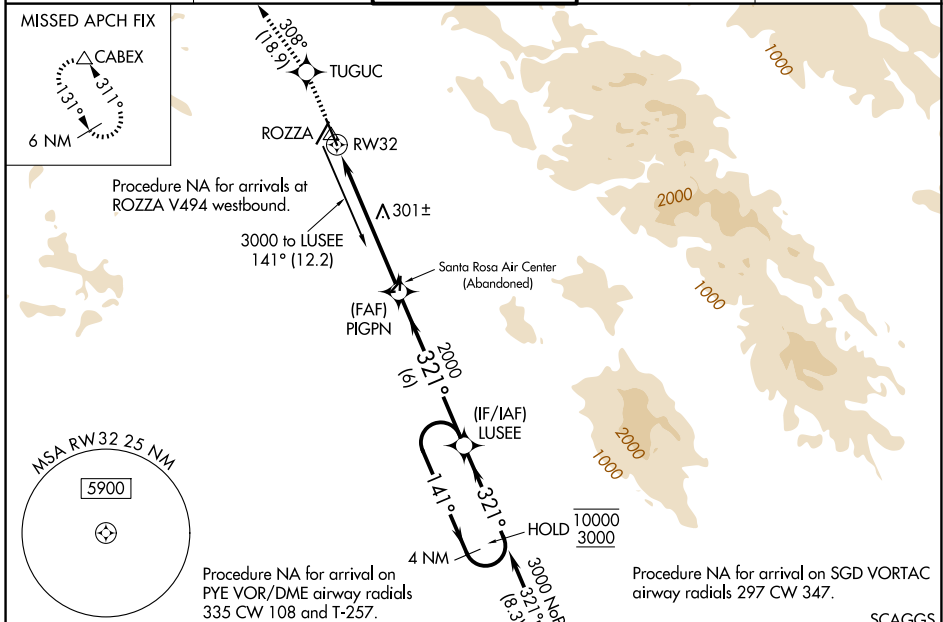 MISSED APCH FIX
CABEX
311°
131°
6 NM
308°
(18.9)
TUGUC
ROZZA
RW32
Procedure NA for arrivals at
ROZZA V494 westbound.
3000 to LUSEE
141° (12.2)
301±
Santa Rosa Air Center
(Abandoned)
(FAF)
PIGPN
2000
321°
(6)
(IF/IAF)
LUSEE
141°
321°
HOLD
10000
3000
4 NM
3000
321°
1000
2000
1000
2000
1000
MSA RW32 25 NM
5900
Procedure NA for arrival on
PYE VOR/DME airway radials
335 CW 108 and T-257.
Procedure NA for arrival on SGD VORTAC
airway radials 297 CW 347.
SCAGGS